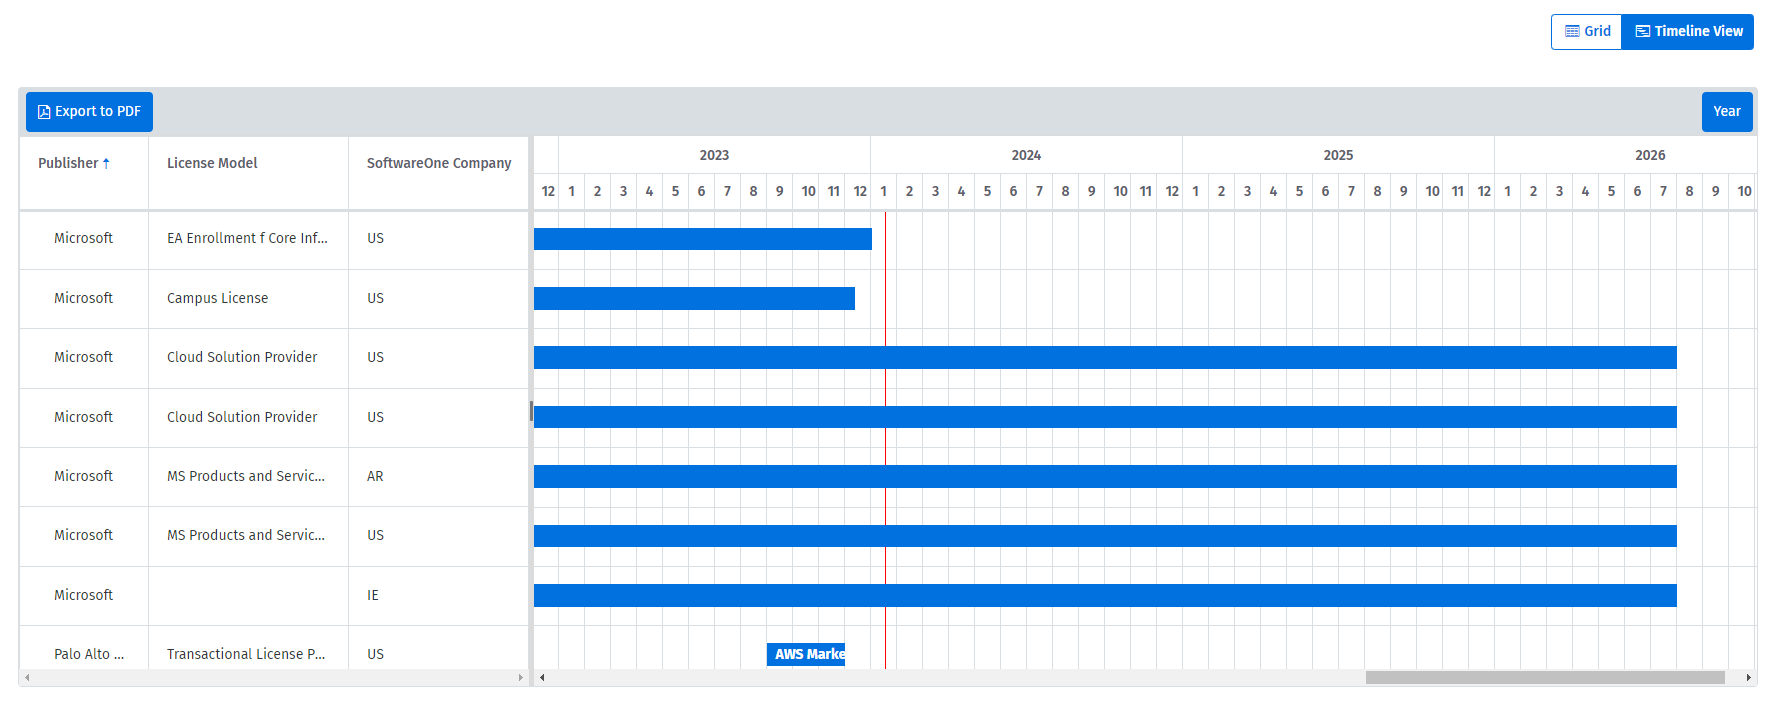 Grid Timeline View
Export to PDF Year
Publisher License Model SoftwareOne Company
2023 2024 2025 2026
12 1 2 3 4 5 6 7 8 9 10 11 12 1 2 3 4 5 6 7 8 9 10 11 12 1 2 3 4 5 6 7 8 9 10 11 12 1 2 3 4 5 6 7 8 9 10
Microsoft EA Enrollment f Core Inf... US
Microsoft Campus License US
Microsoft Cloud Solution Provider US
Microsoft Cloud Solution Provider US
Microsoft MS Products and Servic... AR
Microsoft MS Products and Servic... US
Microsoft IE
Palo Alto ... Transactional License P... US AWS Marke